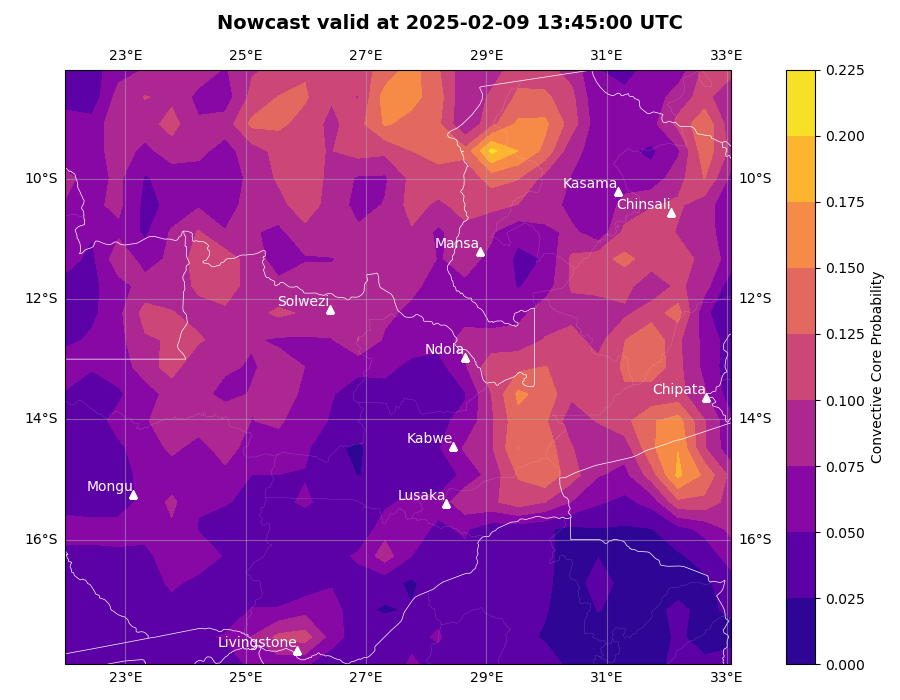 Nowcast valid at 2025-02-09 13:45:00 UTC
23°E 25°E 27°E 29°E 31°E 33°E
0.225
0.200
10°S 10°S
Kasama
Chinsali
0.175
Mansa
0.150
12°S 12°S
Solwezi
0.125
Ndola
Chipata
0.100
14°S 14°S
Kabwe
0.075
Mongu
Lusaka
0.050
16°S 16°S
0.025
Livingstone
0.000
23°E 25°E 27°E 29°E 31°E 33°E
Convective Core Probability